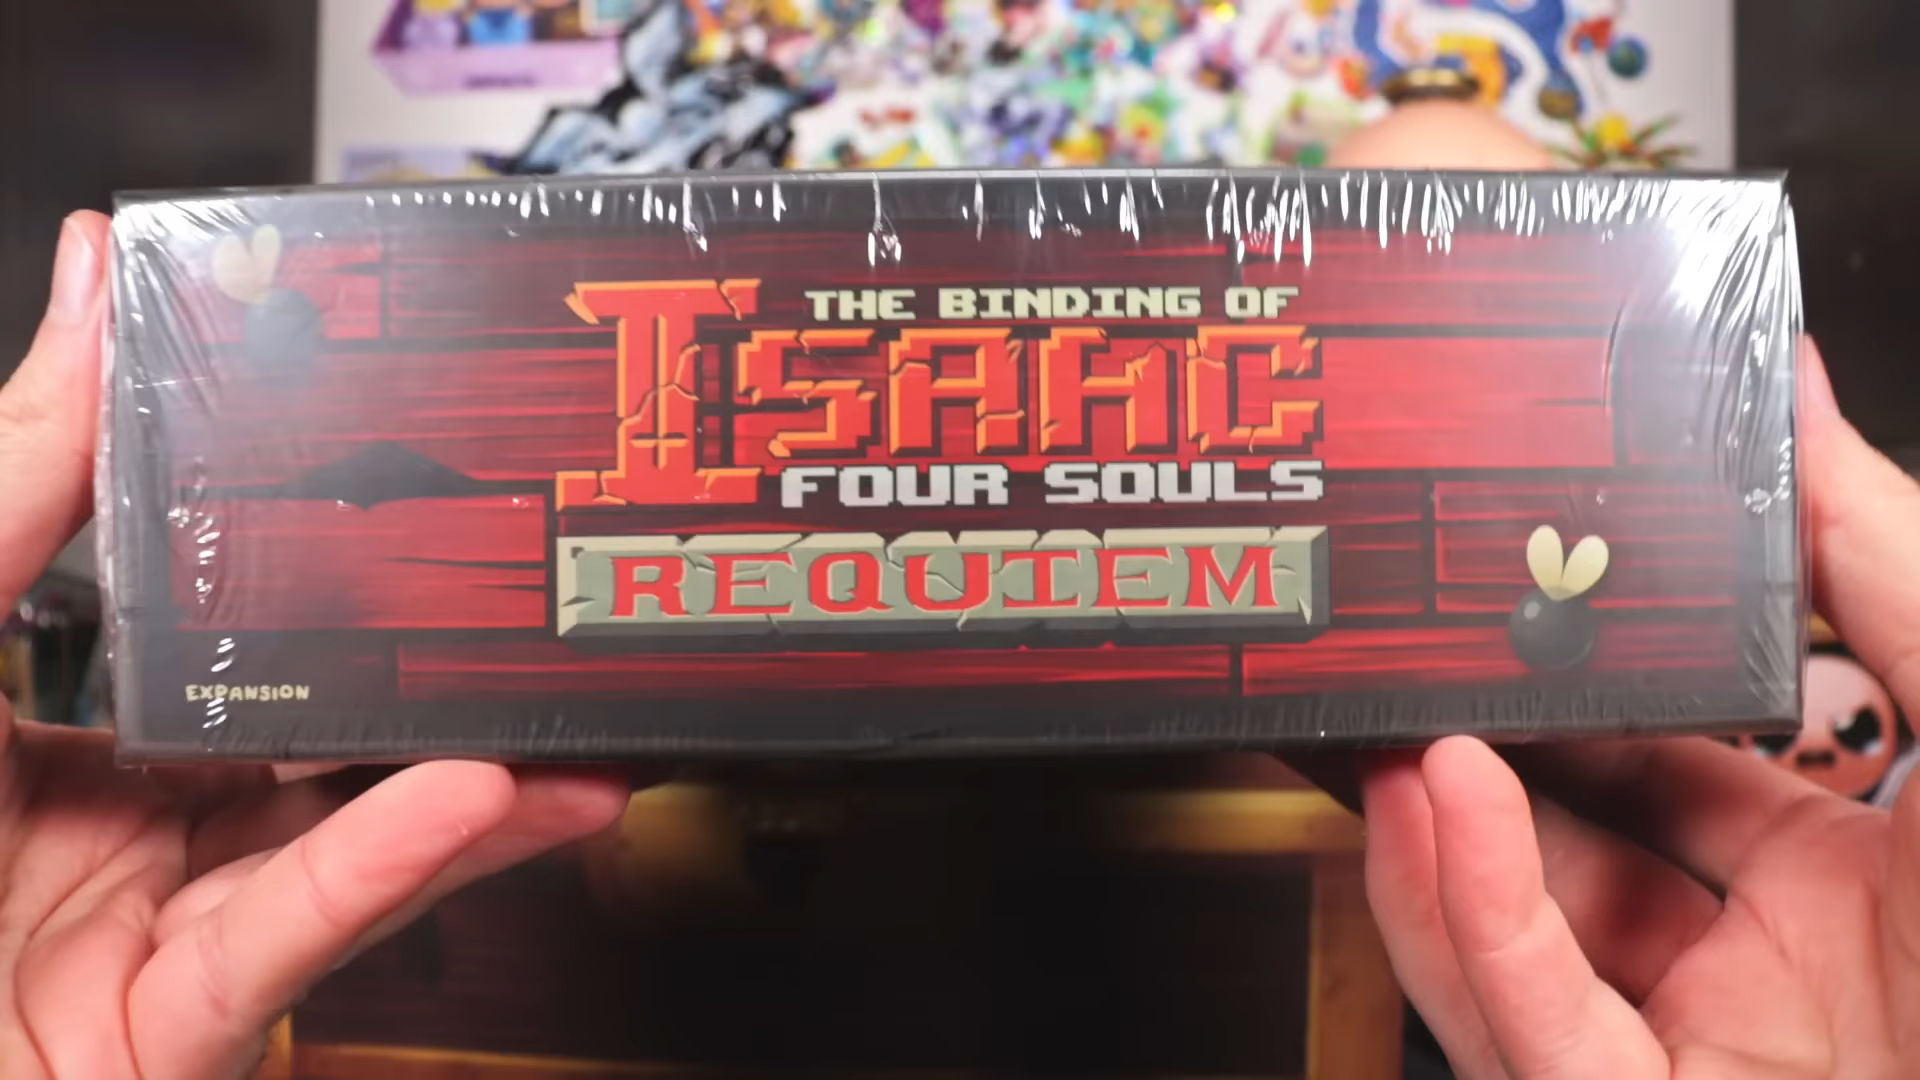 THE BINDING OF
ISAAC
FOUR SOULS
REQUIEM
EXPANSION